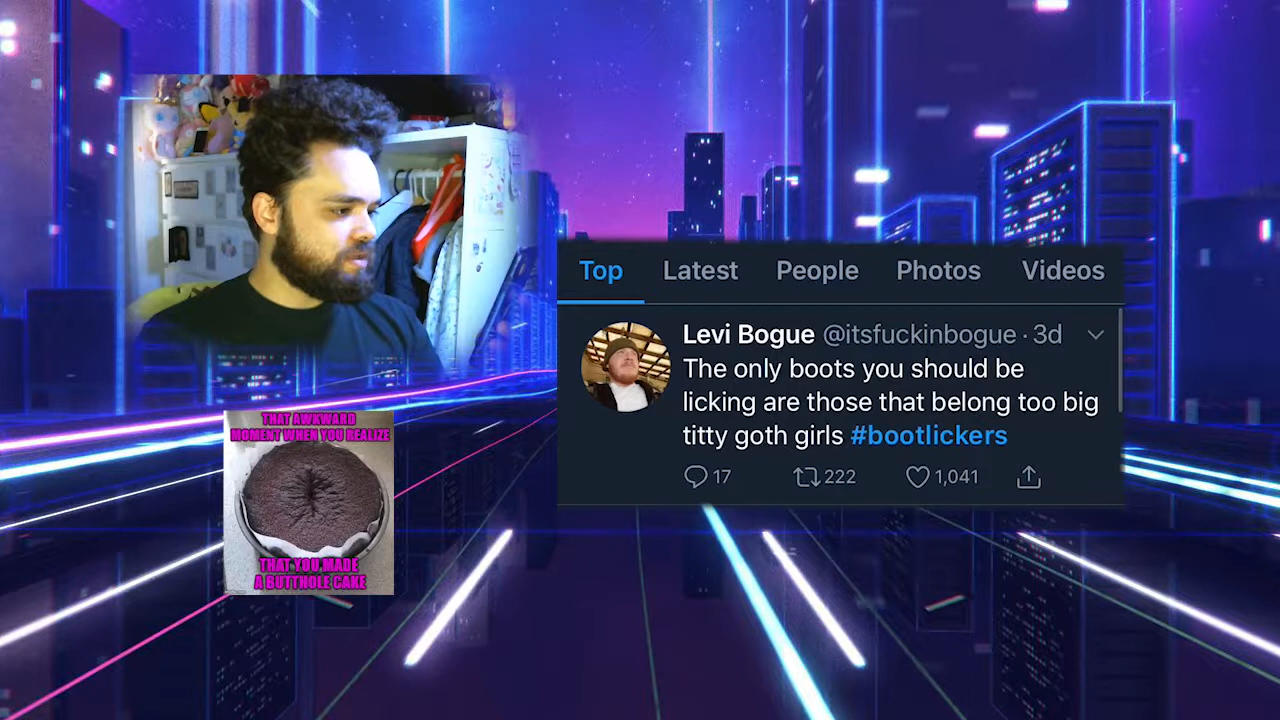 Top Latest People Photos Videos
Levi Bogue @itsfuckinbogue · 3d
The only boots you should be
licking are those that belong too big
titty goth girls #bootlickers
17 222 1,041
THAT AWKWARD
MOMENT WHEN YOU REALIZE
THAT YOU MADE
A BUTTHOLE CAKE